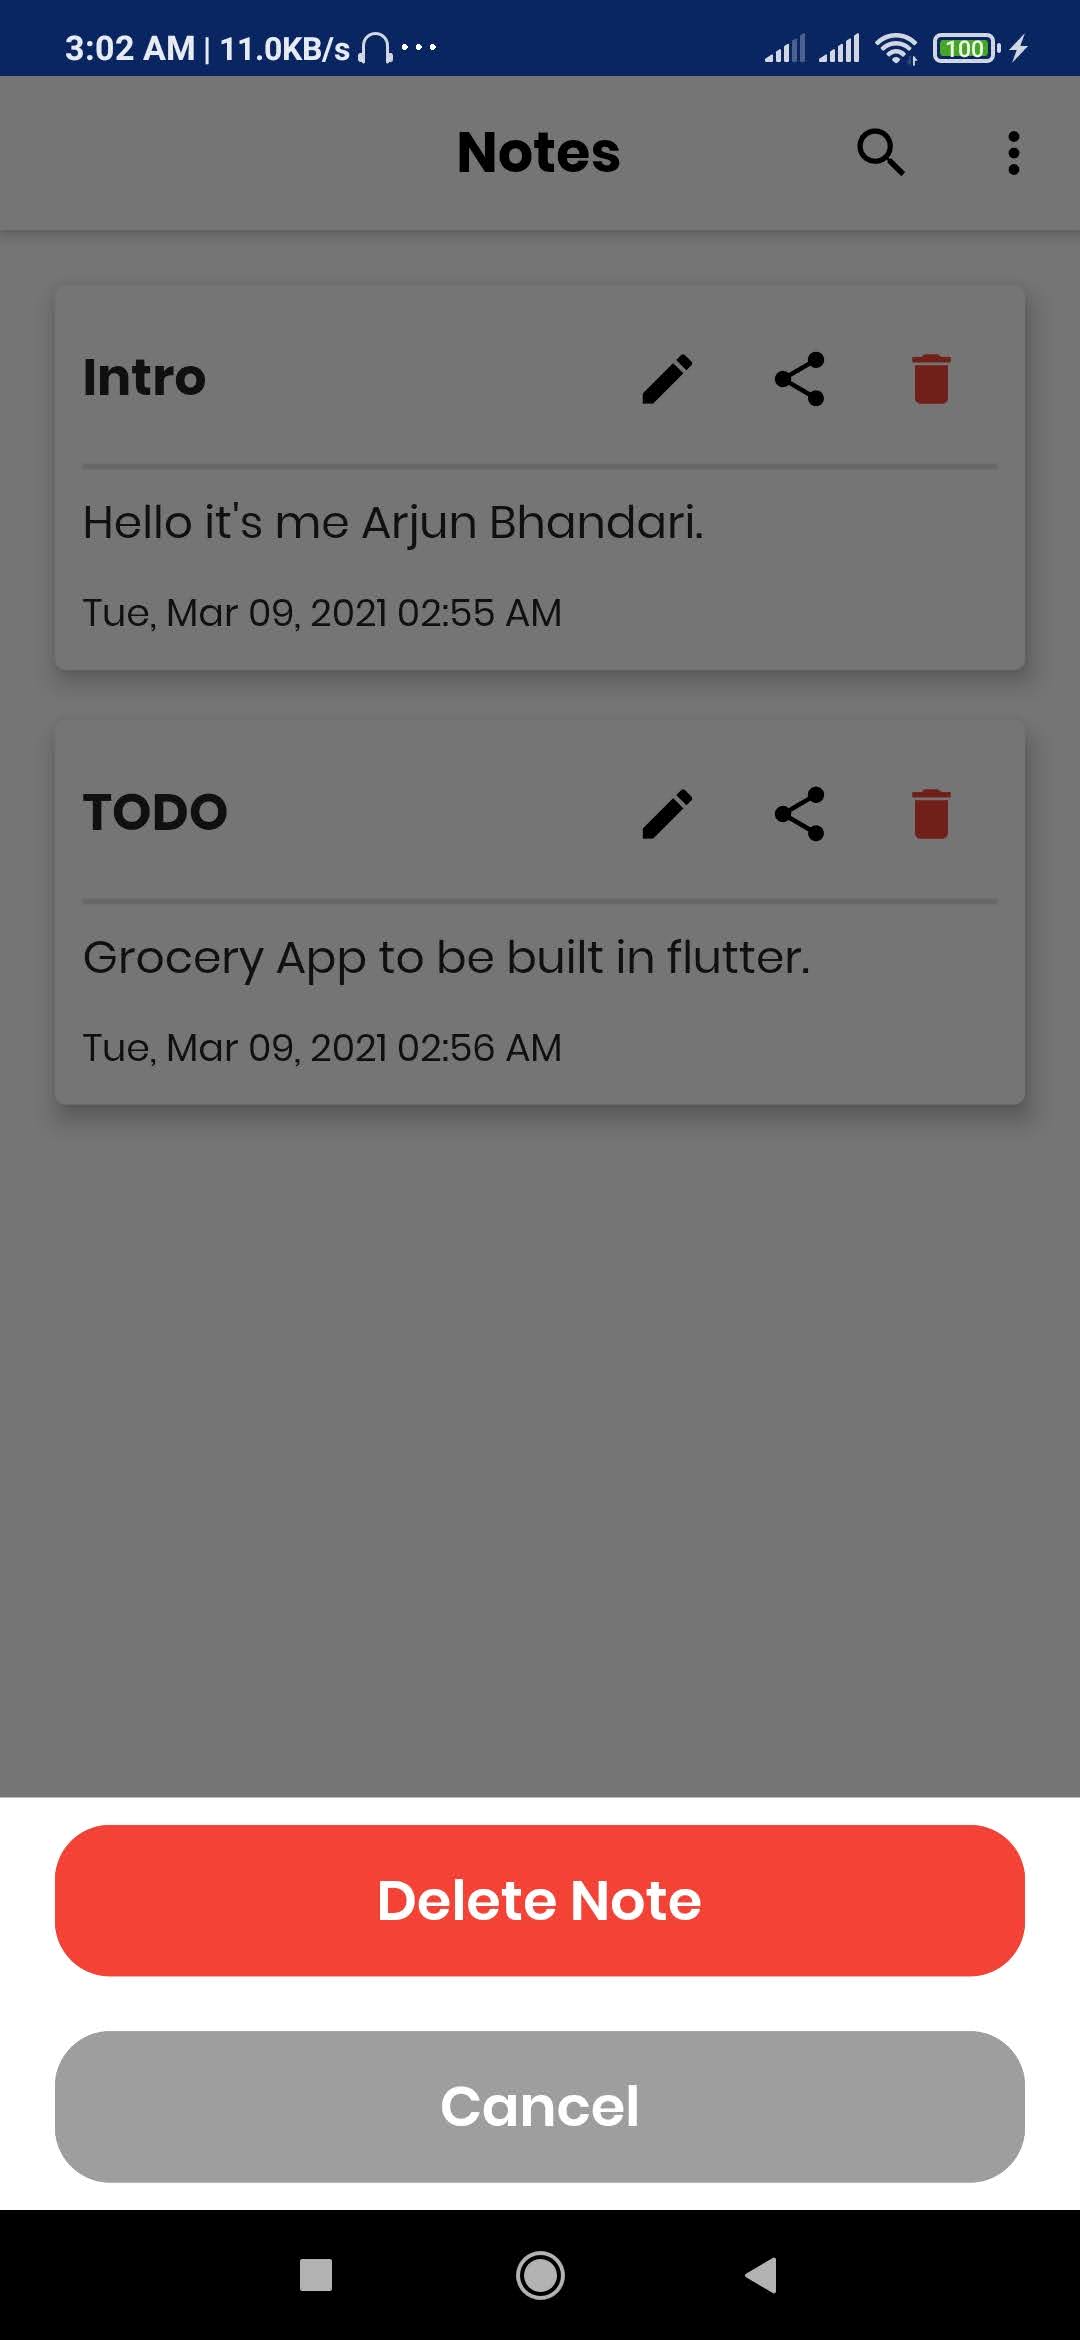 3:02 AM | 11.0KB/s ... 100
Notes
Intro
Hello it's me Arjun Bhandari.
Tue, Mar 09, 2021 02:55 AM
TODO
Grocery App to be built in flutter.
Tue, Mar 09, 2021 02:56 AM
Delete Note
Cancel